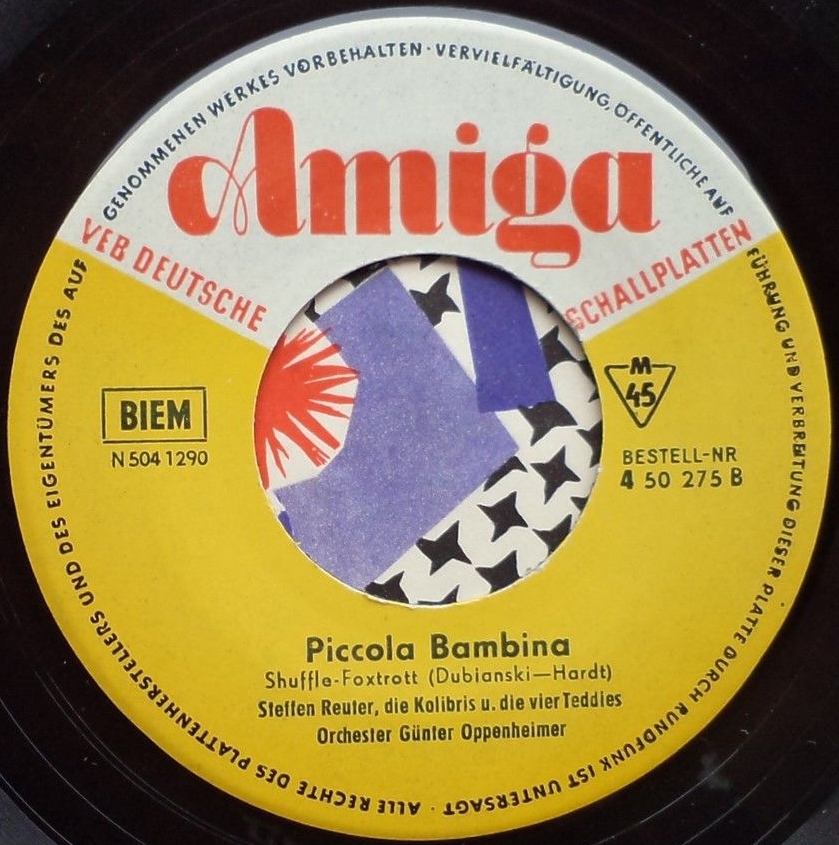 ALLE RECHTE DES PLATTENHERSTELLERS UND DES EIGENTÜMERS DES AUF GENOMMENEN WERKES VORBEHALTEN · VERVIELFÄLTIGUNG, ÖFFENTLICHE AUF FÜHRUNG UND VERBREITUNG DIESER PLATTE DURCH RUNDFUNK IST UNTERSAGT ·
Amiga
VEB DEUTSCHE SCHALLPLATTEN
BIEM
N 504 1290
M
45
BESTELL-NR
4 50 275 B
Piccola Bambina
Shuffle-Foxtrott (Dubianski—Hardt)
Steffen Reuter, die Kolibris u. die vier Teddies
Orchester Günter Oppenheimer